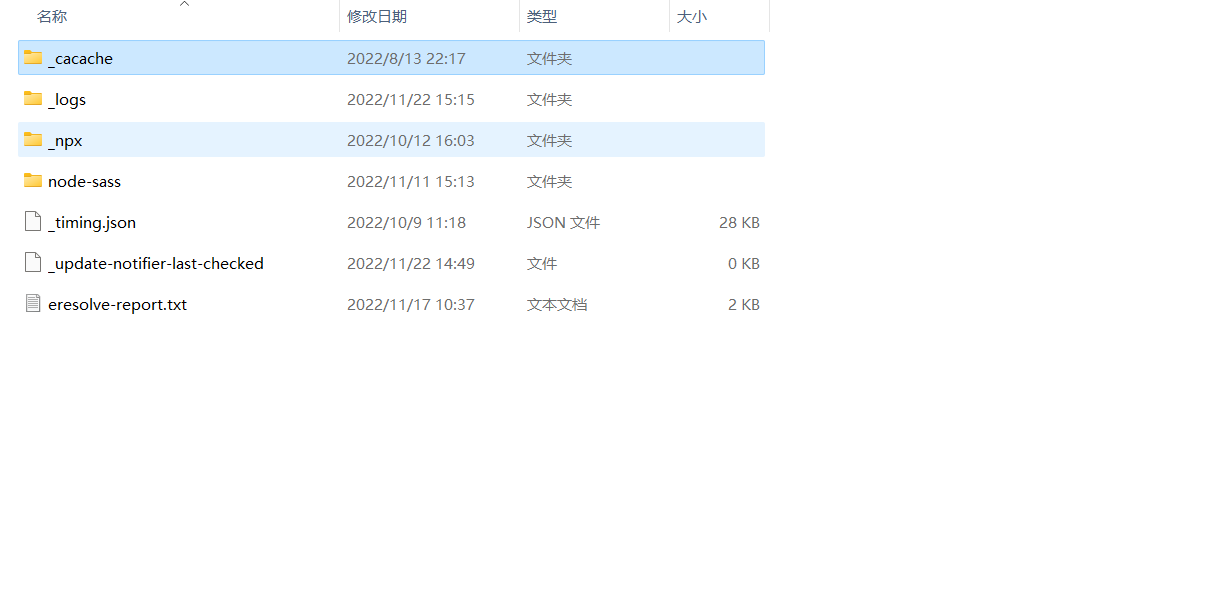 名称 修改日期 类型 大小
_cacache 2022/8/13 22:17 文件夹
_logs 2022/11/22 15:15 文件夹
_npx 2022/10/12 16:03 文件夹
node-sass 2022/11/11 15:13 文件夹
_timing.json 2022/10/9 11:18 JSON 文件 28 KB
_update-notifier-last-checked 2022/11/22 14:49 文件 0 KB
eresolve-report.txt 2022/11/17 10:37 文本文档 2 KB